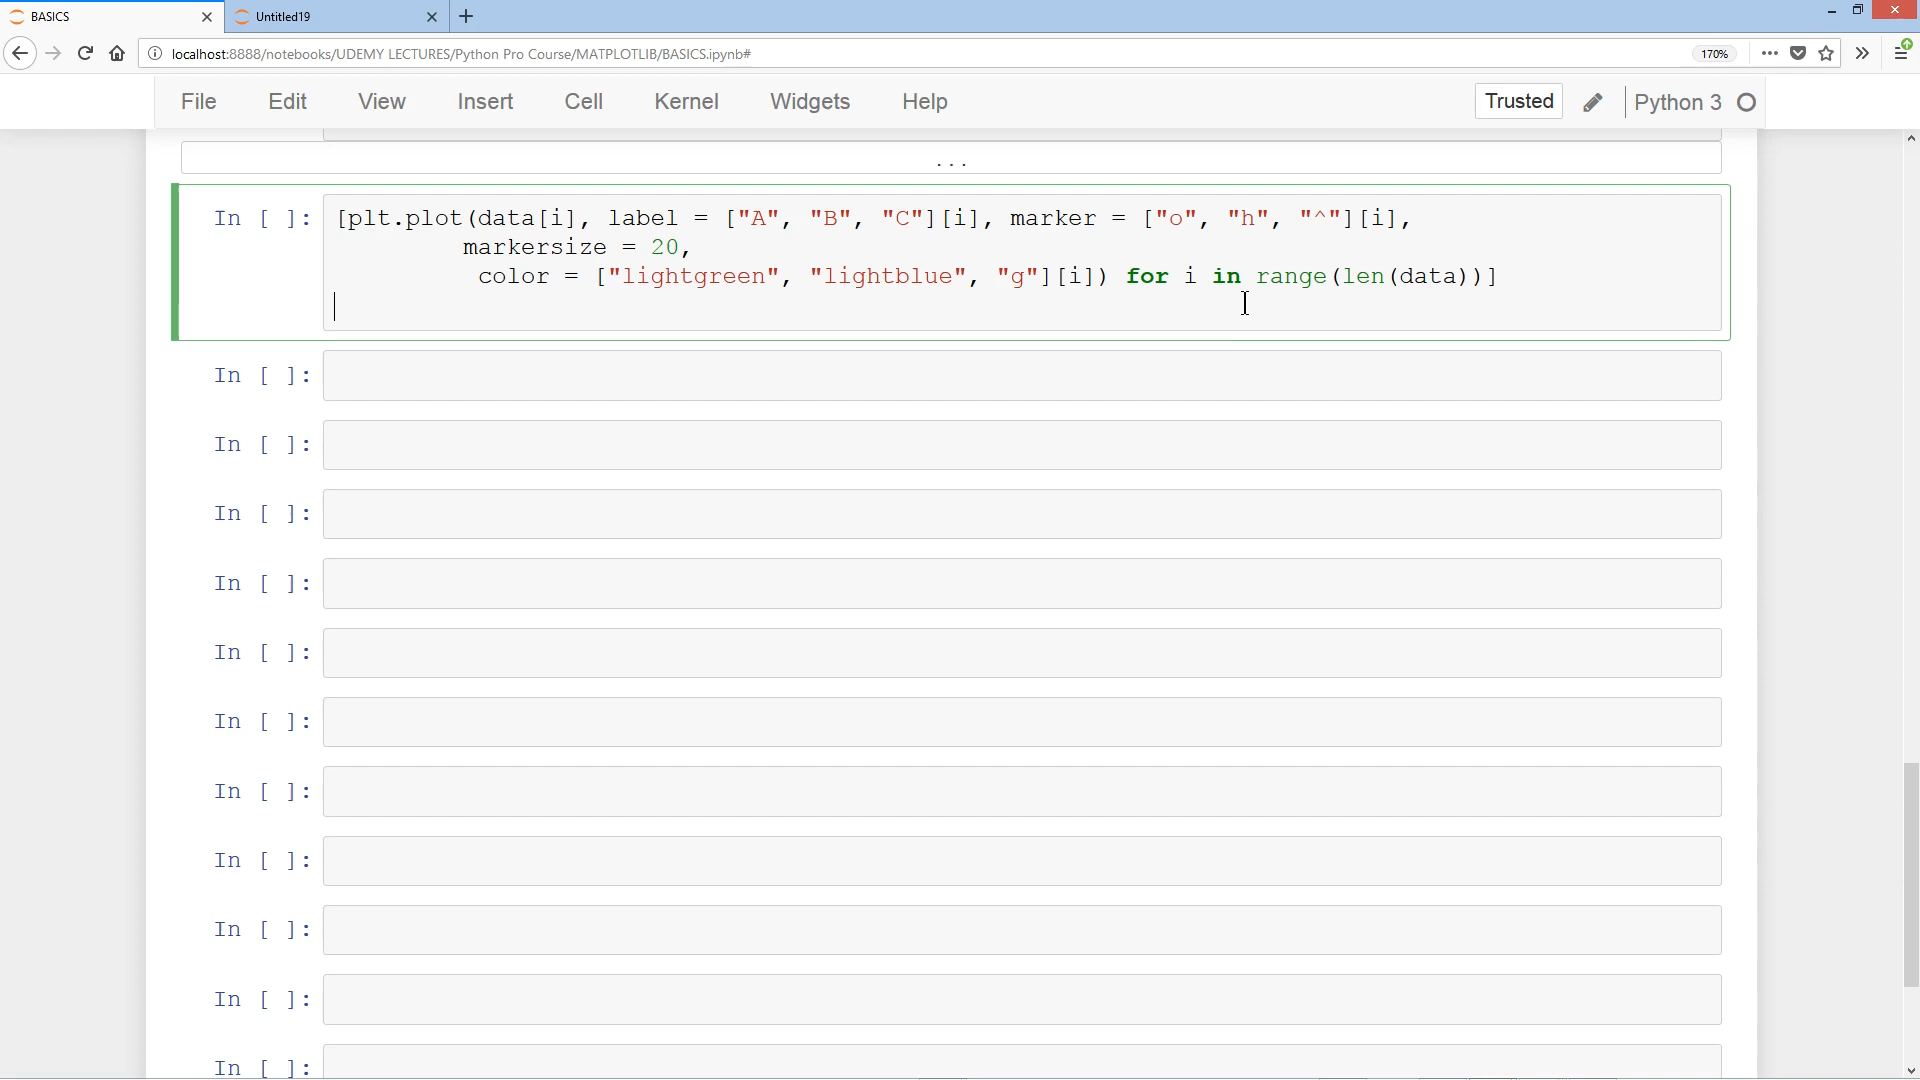 BASICS
Untitled19
localhost:8888/notebooks/UDEMY LECTURES/Python Pro Course/MATPLOTLIB/BASICS.ipynb#
170%
File Edit View Insert Cell Kernel Widgets Help
Trusted
Python 3
...
In [ ]: [plt.plot(data[i], label = ["A", "B", "C"][i], marker = ["o", "h", "^"][i],
markersize = 20,
color = ["lightgreen", "lightblue", "g"][i]) for i in range(len(data))]
In [ ]:
In [ ]:
In [ ]:
In [ ]:
In [ ]:
In [ ]:
In [ ]:
In [ ]:
In [ ]:
In [ ]:
In [ ]: